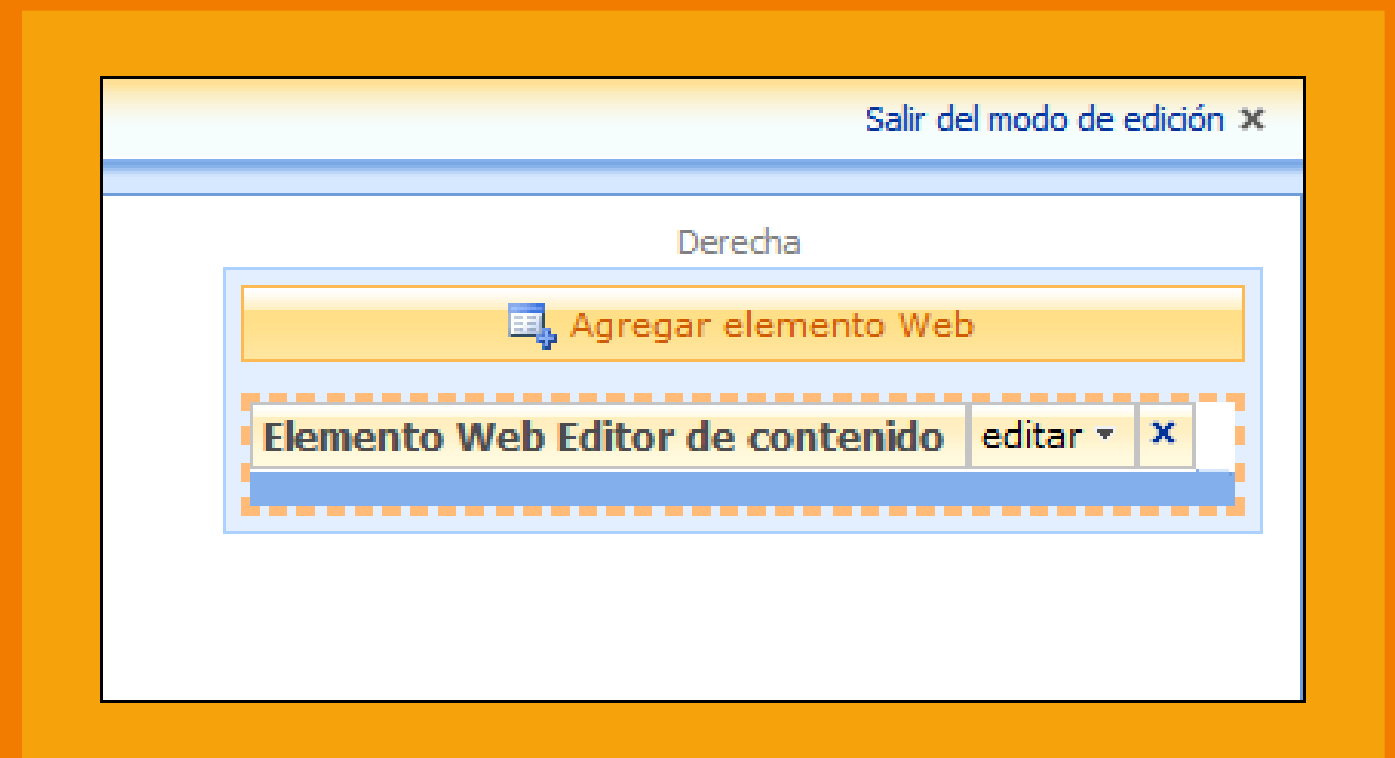 Salir del modo de edición ×
Derecha
Agregar elemento Web
Elemento Web Editor de contenido editar ▾ ×